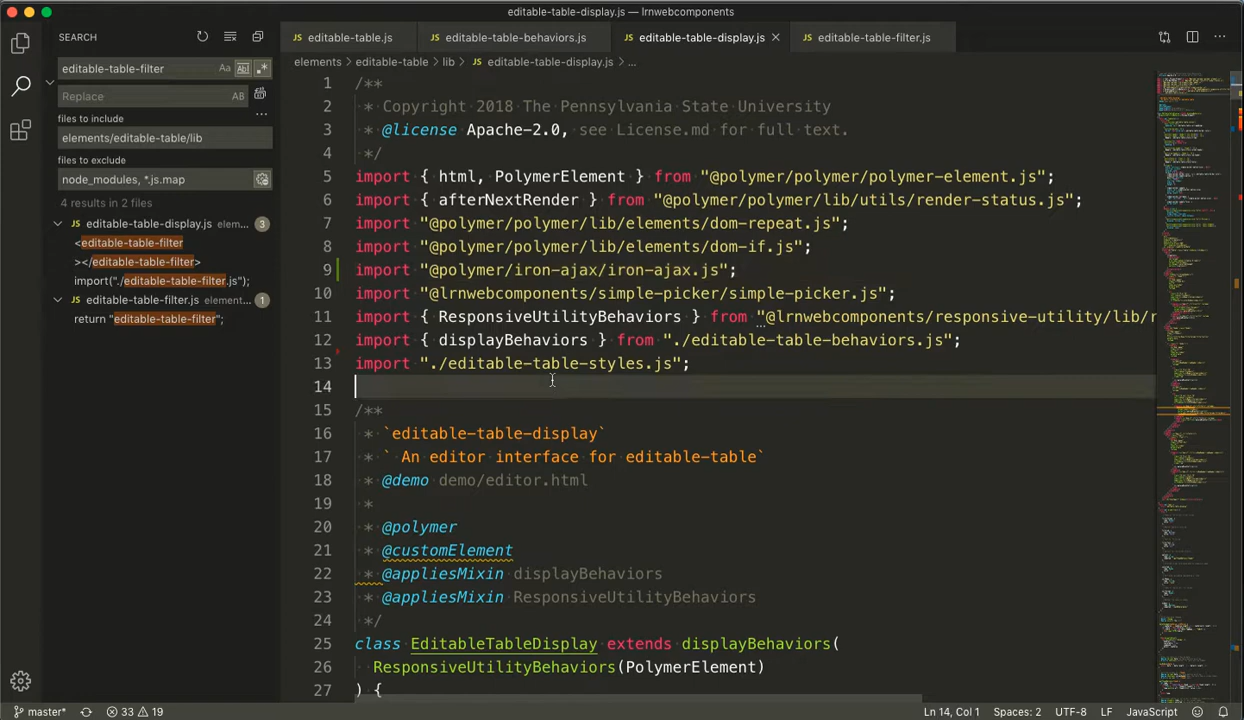 editable-table-display.js — lrnwebcomponents
SEARCH
editable-table-filter
Aa Abl .*
Replace
AB
files to include
elements/editable-table/lib
files to exclude
node_modules, *.js.map
4 results in 2 files
editable-table-display.js elem... 3
<editable-table-filter
></editable-table-filter>
import("./editable-table-filter.js");
editable-table-filter.js element... 1
return "editable-table-filter";
JS editable-table.js
JS editable-table-behaviors.js
JS editable-table-display.js ×
JS editable-table-filter.js
elements › editable-table › lib › JS editable-table-display.js › ...
1 /**
2 * Copyright 2018 The Pennsylvania State University
3 * @license Apache-2.0, see License.md for full text.
4 */
5 import { html, PolymerElement } from "@polymer/polymer/polymer-element.js";
6 import { afterNextRender } from "@polymer/polymer/lib/utils/render-status.js";
7 import "@polymer/polymer/lib/elements/dom-repeat.js";
8 import "@polymer/polymer/lib/elements/dom-if.js";
9 import "@polymer/iron-ajax/iron-ajax.js";
10 import "@lrnwebcomponents/simple-picker/simple-picker.js";
11 import { ResponsiveUtilityBehaviors } from "@lrnwebcomponents/responsive-utility/lib/r
12 import { displayBehaviors } from "./editable-table-behaviors.js";
13 import "./editable-table-styles.js";
14
15 /**
16 * `editable-table-display`
17 * ` An editor interface for editable-table`
18 * @demo demo/editor.html
19 *
20 * @polymer
21 * @customElement
22 * @appliesMixin displayBehaviors
23 * @appliesMixin ResponsiveUtilityBehaviors
24 */
25 class EditableTableDisplay extends displayBehaviors(
26 ResponsiveUtilityBehaviors(PolymerElement)
27 ) {
master* 33 19
Ln 14, Col 1 Spaces: 2 UTF-8 LF JavaScript